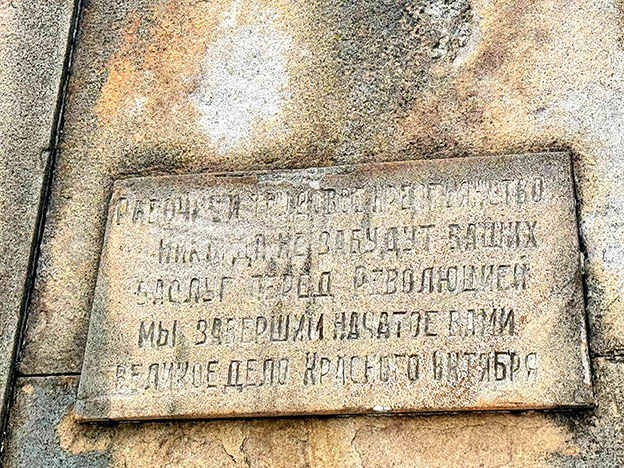 РАБОЧИЕ И ТРУДОВОЕ КРЕСТЬЯНСТВО
НИКОГДА НЕ ЗАБУДУТ ВАШИХ
ЗАСЛУГ ПЕРЕД РЕВОЛЮЦИЕЙ
МЫ ЗАВЕРШИМ НАЧАТОЕ ВАМИ
ВЕЛИКОЕ ДЕЛО КРАСНОГО ОКТЯБРЯ